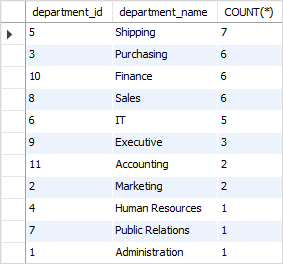 department_id department_name COUNT(*)
5 Shipping 7
3 Purchasing 6
10 Finance 6
8 Sales 6
6 IT 5
9 Executive 3
11 Accounting 2
2 Marketing 2
4 Human Resources 1
7 Public Relations 1
1 Administration 1